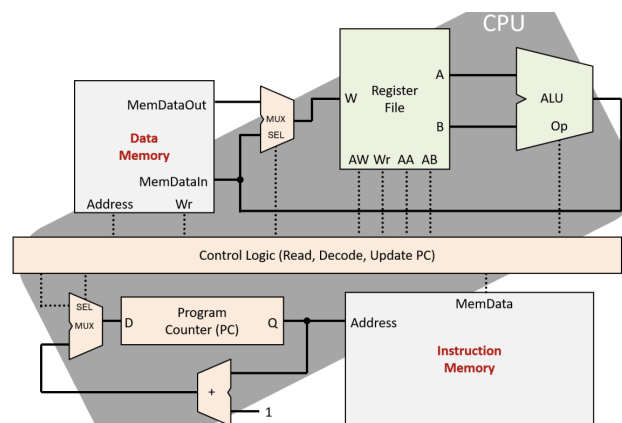 CPU
MemDataOut
Data
Memory
MemDataIn
Address Wr
MUX
SEL
W
Register
File
A
B
AW Wr AA AB
ALU
Op
Control Logic (Read, Decode, Update PC)
SEL
MUX
D
Program
Counter (PC)
Q
+
1
MemData
Address
Instruction
Memory